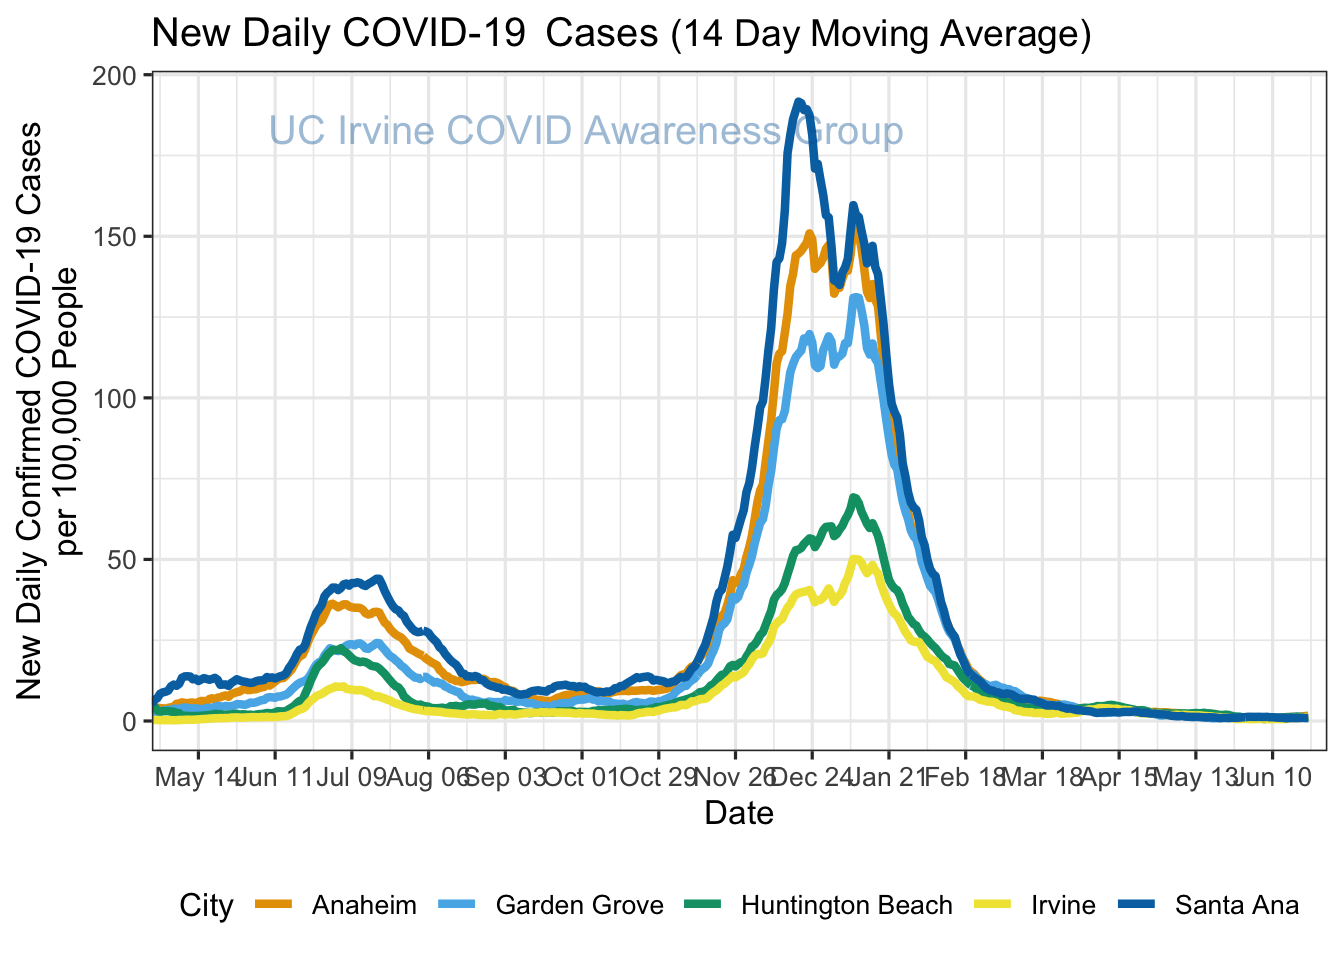 New Daily COVID-19 Cases (14 Day Moving Average)
UC Irvine COVID Awareness Group
New Daily Confirmed COVID-19 Cases
per 100,000 People
200
150
100
50
0
May 14 Jun 11 Jul 09 Aug 06 Sep 03 Oct 01 Oct 29 Nov 26 Dec 24 Jan 21 Feb 18 Mar 18 Apr 15 May 13 Jun 10
Date
City Anaheim Garden Grove Huntington Beach Irvine Santa Ana